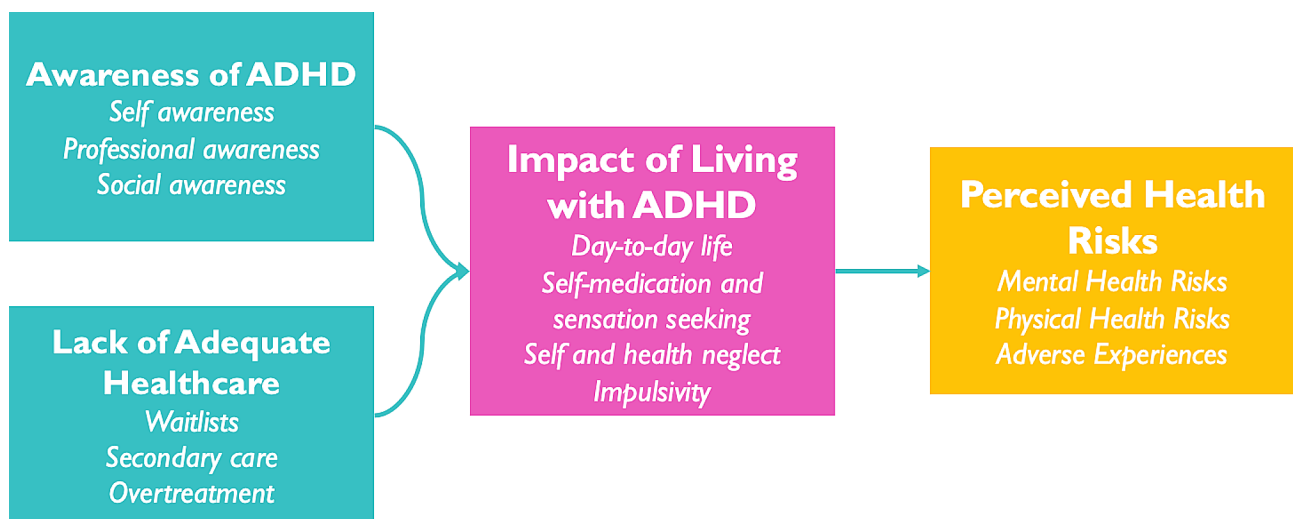 Awareness of ADHD
Self awareness
Professional awareness
Social awareness
Lack of Adequate
Healthcare
Waitlists
Secondary care
Overtreatment
Impact of Living
with ADHD
Day-to-day life
Self-medication and
sensation seeking
Self and health neglect
Impulsivity
Perceived Health
Risks
Mental Health Risks
Physical Health Risks
Adverse Experiences